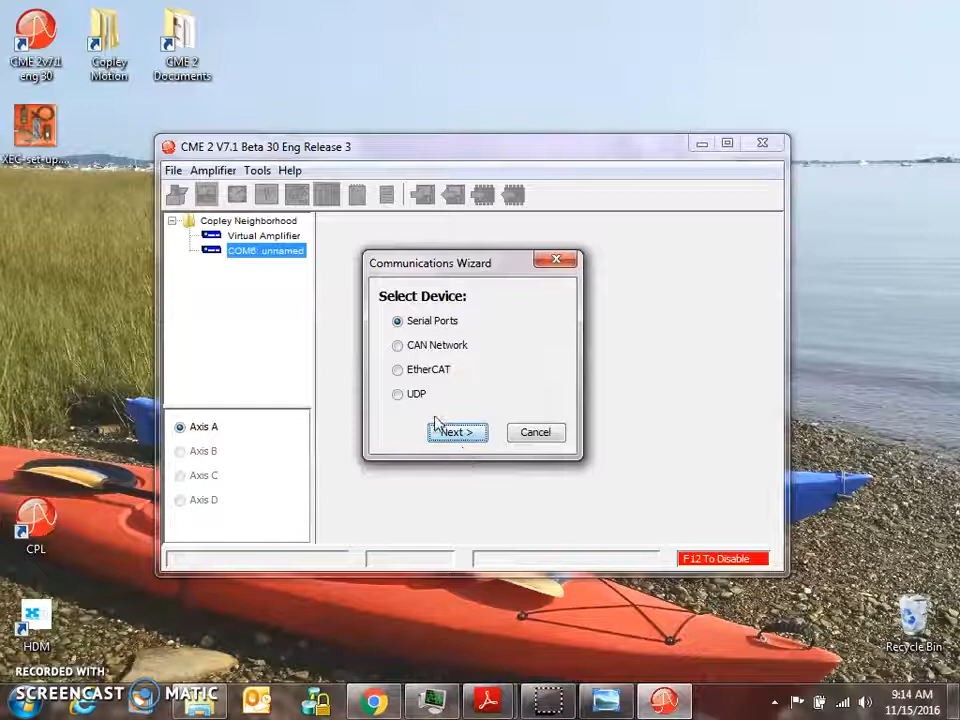 CME 2v7.1
eng 30
Copley
Motion
CME 2
Documents
XEC-set-up....
CME 2 V7.1 Beta 30 Eng Release 3
File Amplifier Tools Help
Copley Neighborhood
Virtual Amplifier
COM6: unnamed
Communications Wizard
Select Device:
Serial Ports
CAN Network
EtherCAT
UDP
Next >
Cancel
Axis A
Axis B
Axis C
Axis D
F12 To Disable
CPL
HDM
Recycle Bin
RECORDED WITH
SCREENCAST MATIC
9:14 AM
11/15/2016